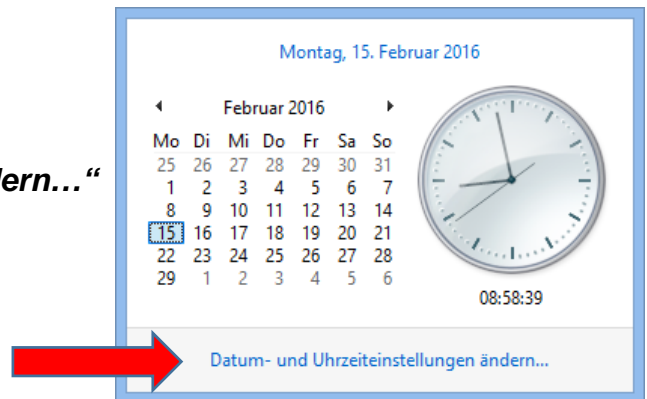 Montag, 15. Februar 2016
Februar 2016
Mo Di Mi Do Fr Sa So
25 26 27 28 29 30 31
1 2 3 4 5 6 7
8 9 10 11 12 13 14
15 16 17 18 19 20 21
22 23 24 25 26 27 28
29 1 2 3 4 5 6
08:58:39
dern…“
Datum- und Uhrzeiteinstellungen ändern...